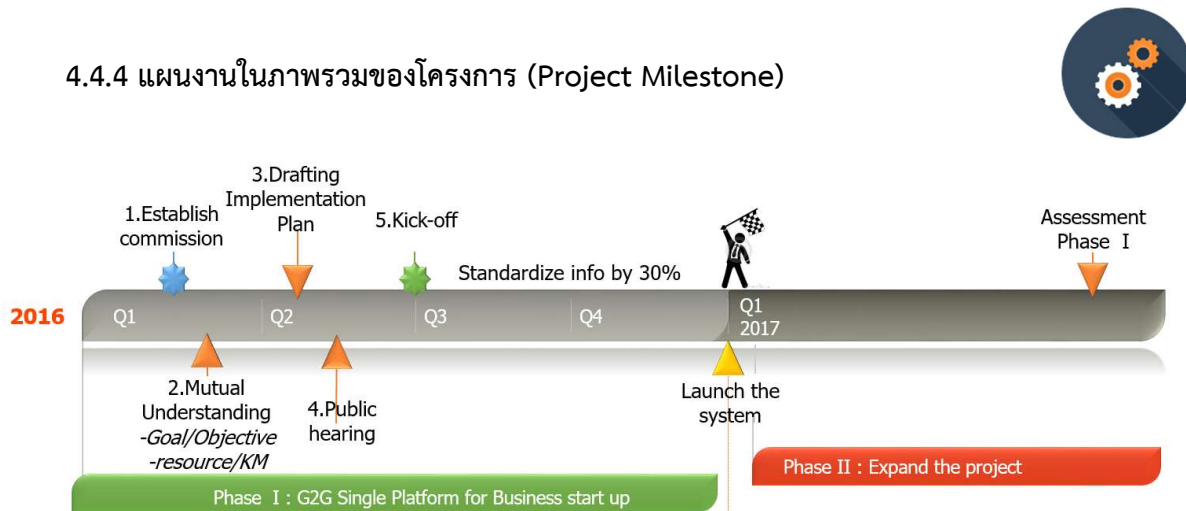 4.4.4 แผนงานในภาพรวมของโครงการ (Project Milestone)
3.Drafting
Implementation
Plan
1.Establish
commission
5.Kick-off
Standardize info by 30%
Assessment
Phase I
2016
Q1
Q2
Q3
Q4
Q1
2017
2.Mutual
Understanding
-Goal/Objective
-resource/KM
4.Public
hearing
Launch the
system
Phase II : Expand the project
Phase I : G2G Single Platform for Business start up